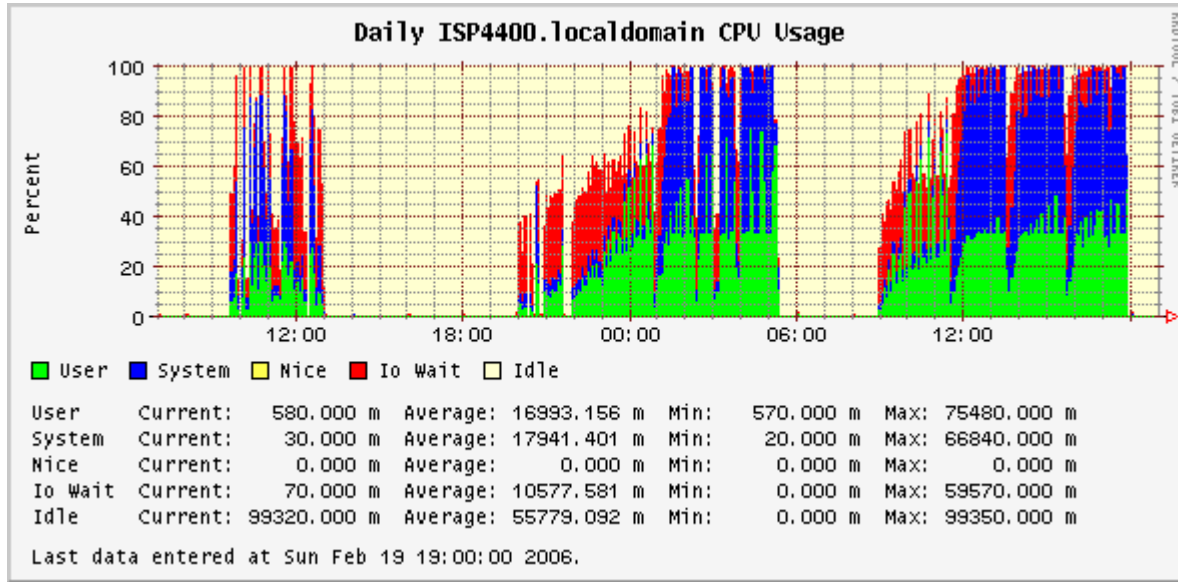 Daily ISP4400.localdomain CPU Usage
RRDTOOL / TOBI OETIKER
Percent
100
80
60
40
20
0
12:00 18:00 00:00 06:00 12:00
User System Nice Io Wait Idle
User Current: 580.000 m Average: 16993.156 m Min: 570.000 m Max: 75480.000 m
System Current: 30.000 m Average: 17941.401 m Min: 20.000 m Max: 66840.000 m
Nice Current: 0.000 m Average: 0.000 m Min: 0.000 m Max: 0.000 m
Io Wait Current: 70.000 m Average: 10577.581 m Min: 0.000 m Max: 59570.000 m
Idle Current: 99320.000 m Average: 55779.092 m Min: 0.000 m Max: 99350.000 m
Last data entered at Sun Feb 19 19:00:00 2006.